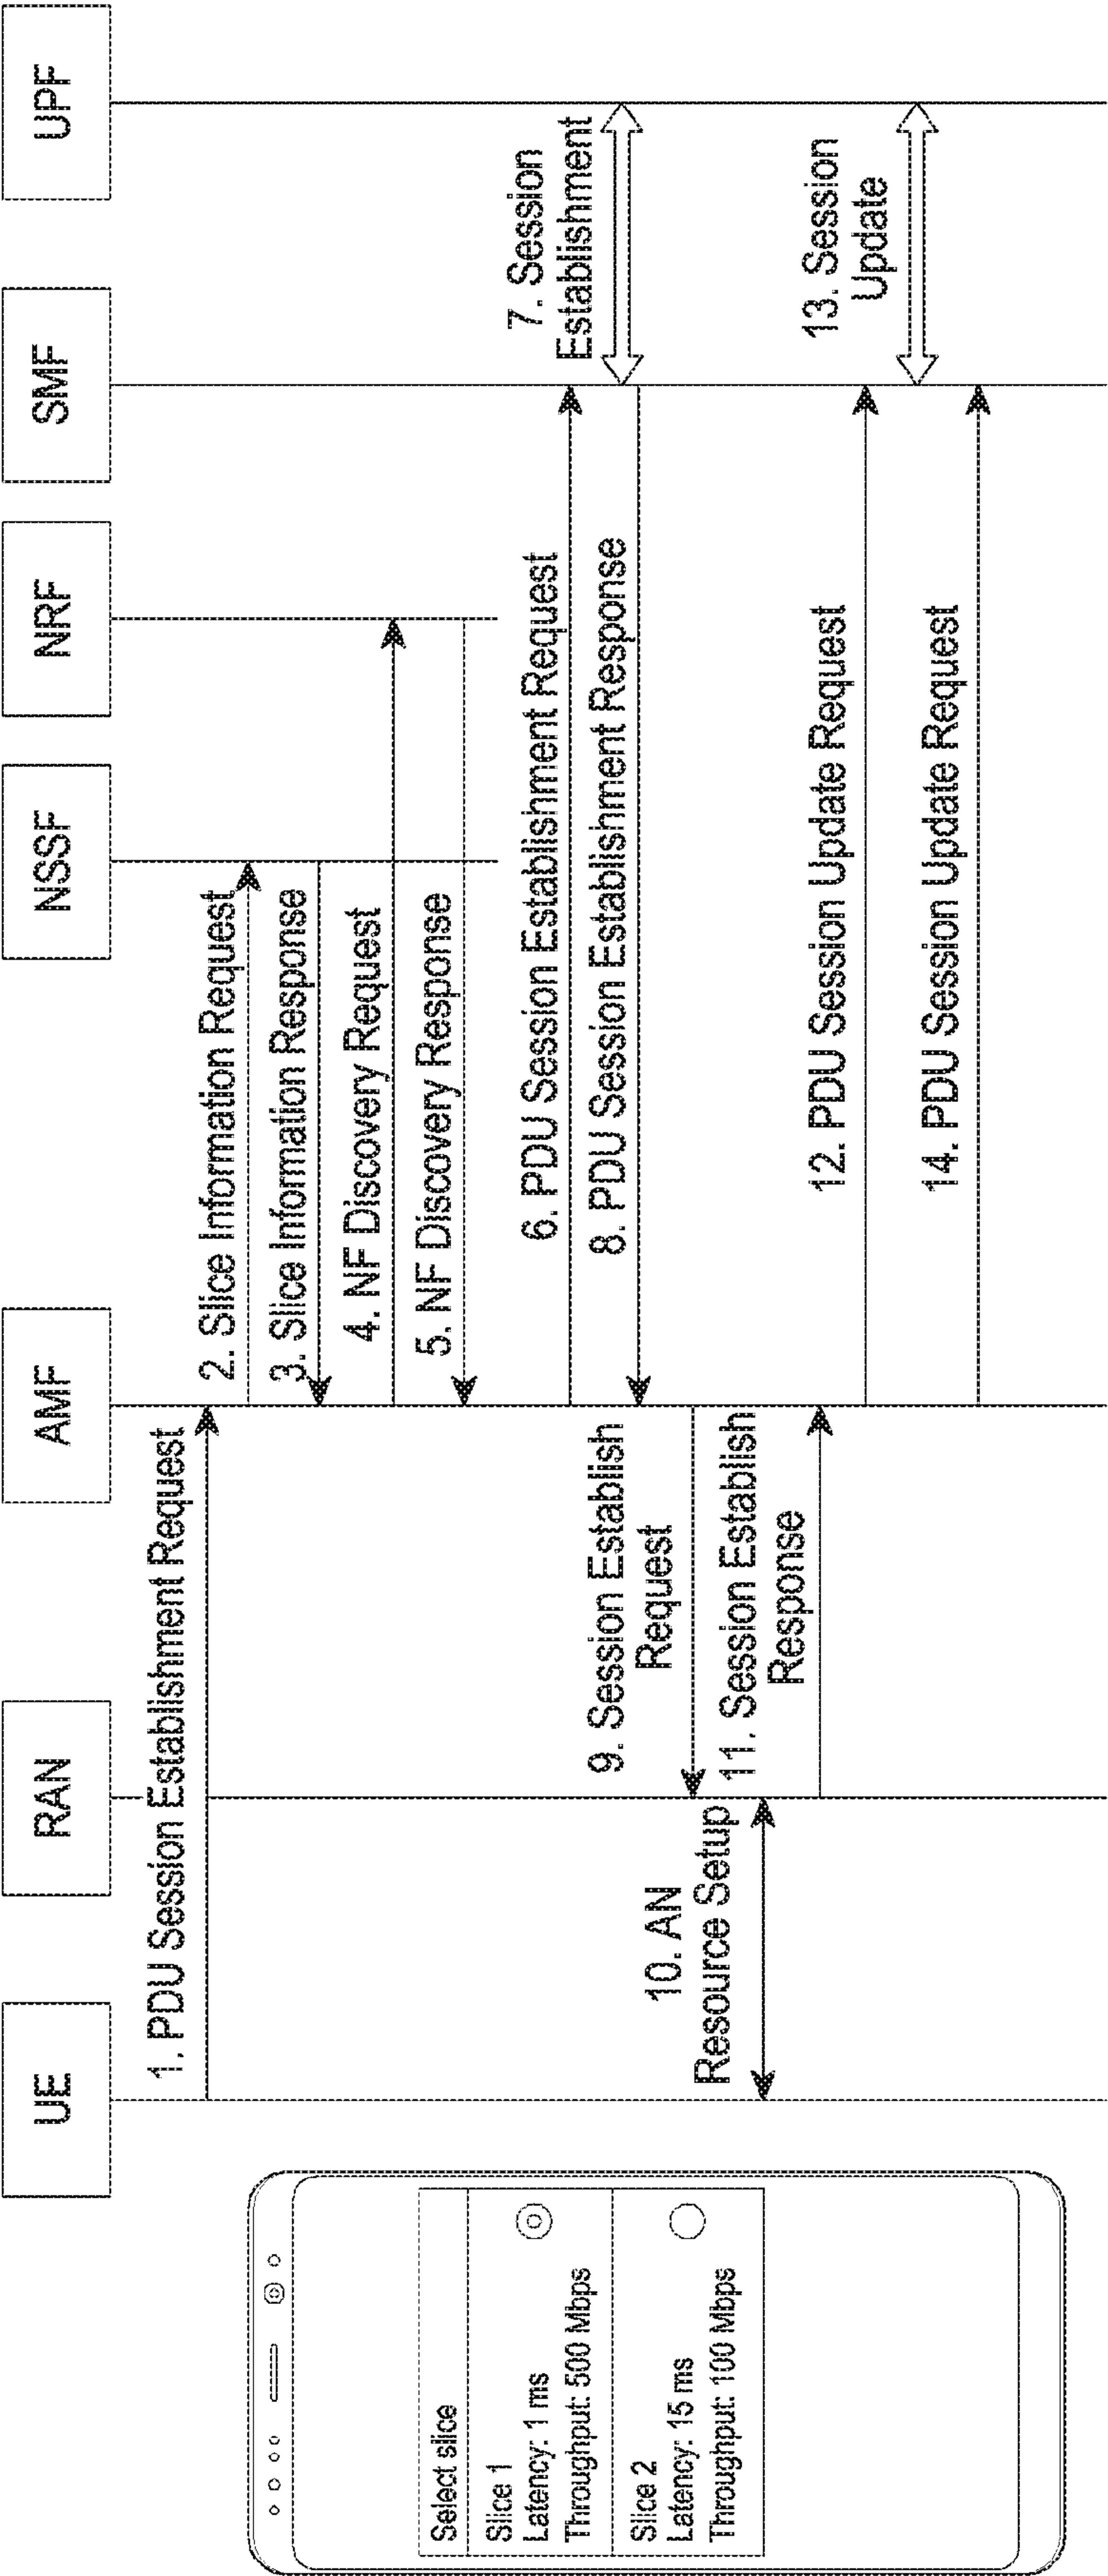 UE
RAN
AMF
NSSF
NRF
SMF
UPF
Select slice
Slice 1
Latency: 1 ms
Throughput: 500 Mbps
Slice 2
Latency: 15 ms
Throughput: 100 Mbps
1. PDU Session Establishment Request
2. Slice Information Request
3. Slice Information Response
4. NF Discovery Request
5. NF Discovery Response
6. PDU Session Establishment Request
7. Session
Establishment
8. PDU Session Establishment Response
9. Session Establish
Request
10. AN
Resource Setup
11. Session Establish
Response
12. PDU Session Update Request
13. Session
Update
14. PDU Session Update Request